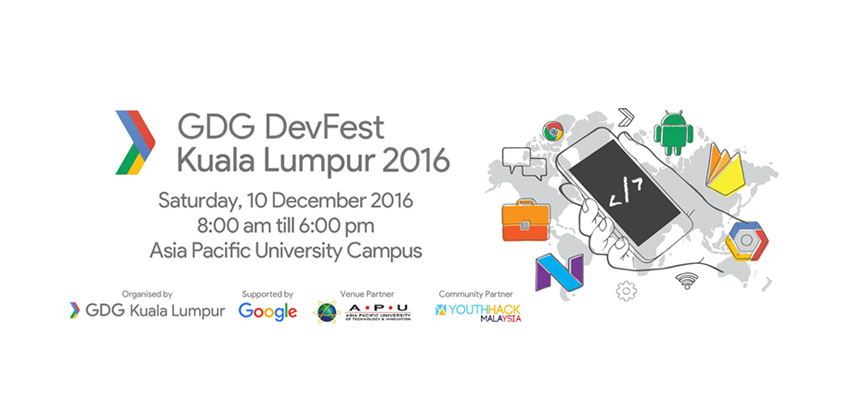 GDG DevFest
Kuala Lumpur 2016
Saturday, 10 December 2016
8:00 am till 6:00 pm
Asia Pacific University Campus
Organised by
GDG Kuala Lumpur
Supported by
Google
Venue Partner
A·P·U
ASIA PACIFIC UNIVERSITY
OF TECHNOLOGY & INNOVATION
Community Partner
YOUTHHACK
MALAYSIA